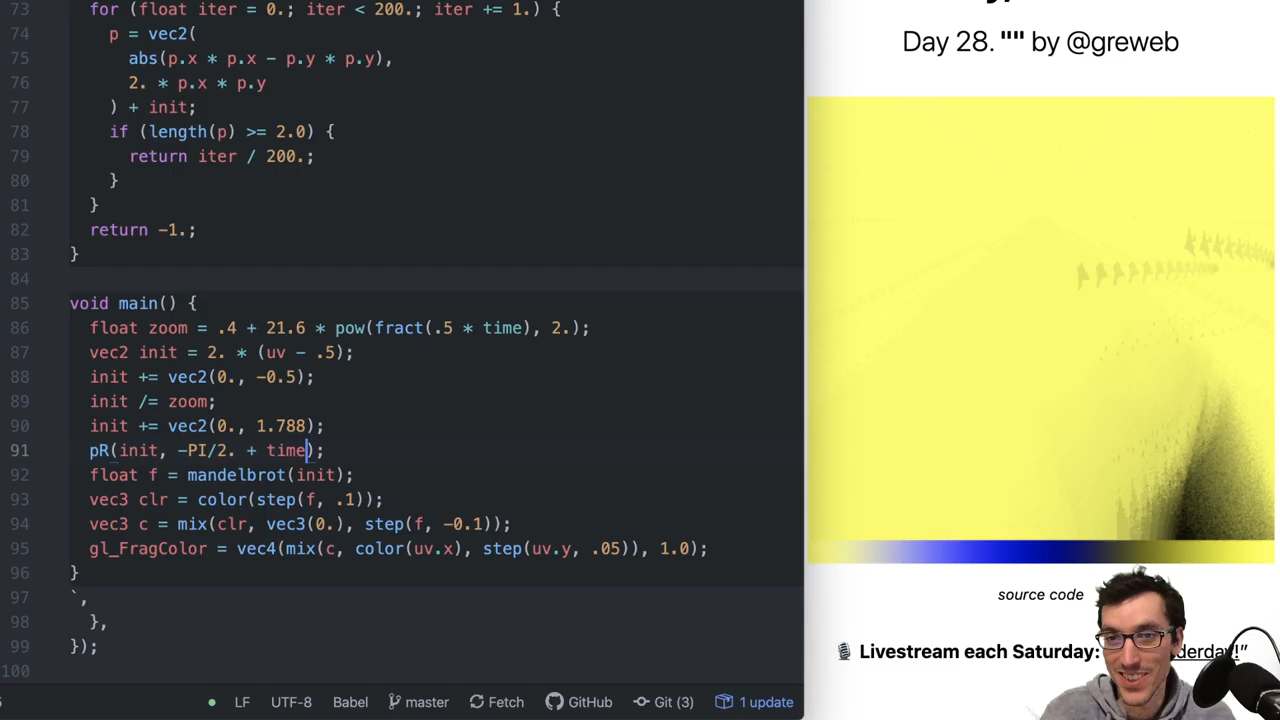 73 for (float iter = 0.; iter < 200.; iter += 1.) {
74 p = vec2(
75 abs(p.x * p.x - p.y * p.y),
76 2. * p.x * p.y
77 ) + init;
78 if (length(p) >= 2.0) {
79 return iter / 200.;
80 }
81 }
82 return -1.;
83 }
84
85 void main() {
86 float zoom = .4 + 21.6 * pow(fract(.5 * time), 2.);
87 vec2 init = 2. * (uv - .5);
88 init += vec2(0., -0.5);
89 init /= zoom;
90 init += vec2(0., 1.788);
91 pR(init, -PI/2. + time);
92 float f = mandelbrot(init);
93 vec3 clr = color(step(f, .1));
94 vec3 c = mix(clr, vec3(0.), step(f, -0.1));
95 gl_FragColor = vec4(mix(c, color(uv.x), step(uv.y, .05)), 1.0);
96 }
97 `,
98 },
99 });
100
LF UTF-8 Babel master Fetch GitHub Git (3) 1 update
Day 28. "" by @greweb
source code
🎙️ Livestream each Saturday: derday!”